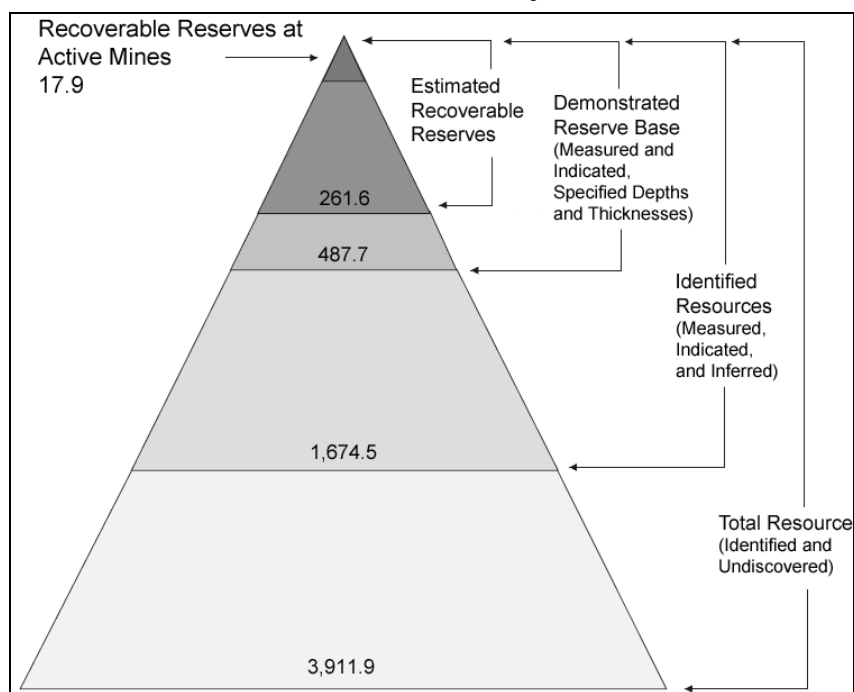 Recoverable Reserves at
Active Mines
17.9
Estimated
Recoverable
Reserves
Demonstrated
Reserve Base
(Measured and
Indicated,
Specified Depths
and Thicknesses)
261.6
487.7
Identified
Resources
(Measured,
Indicated,
and Inferred)
1,674.5
Total Resource
(Identified and
Undiscovered)
3,911.9